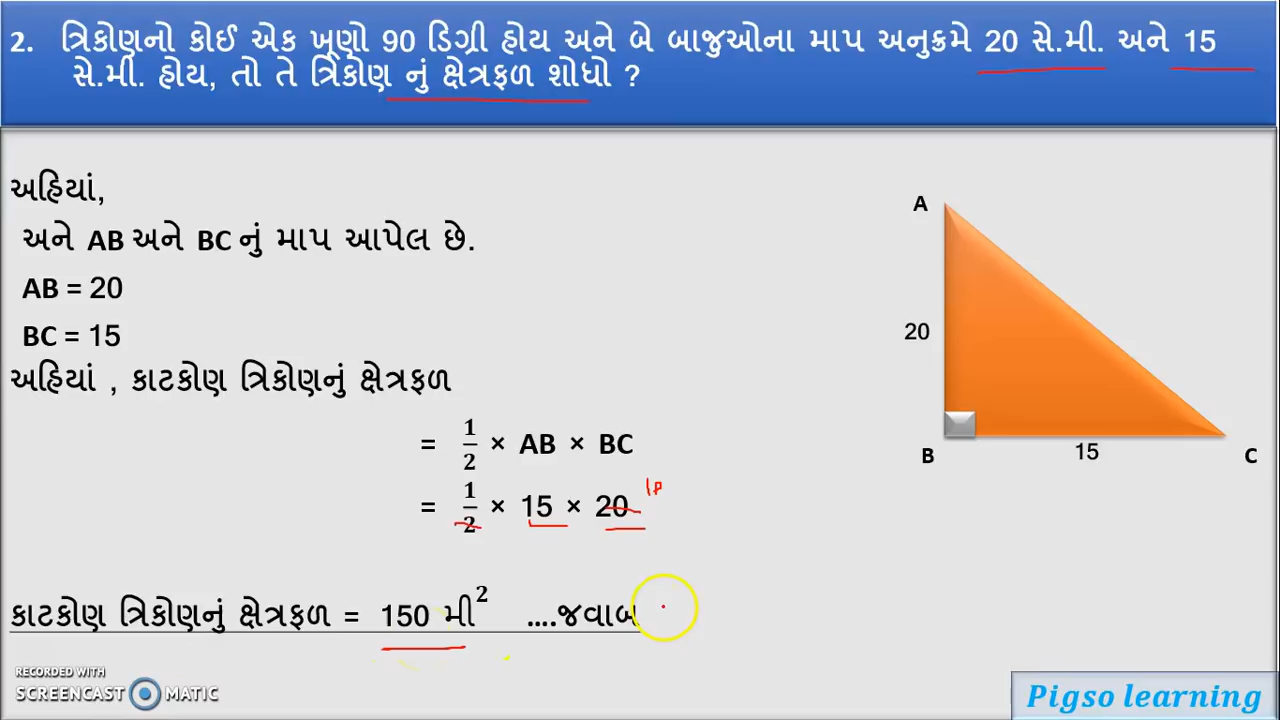 2. ત્રિકોણનો કોઈ એક ખૂણો 90 ડિગ્રી હોય અને બે બાજુઓના માપ અનુક્રમે 20 સે.મી. અને 15
સે.મી. હોય, તો તે ત્રિકોણ નું ક્ષેત્રફળ શોધો ?
અહિયાં,
અને AB અને BC નું માપ આપેલ છે.
AB = 20
BC = 15
અહિયાં , કાટકોણ ત્રિકોણનું ક્ષેત્રફળ
= 1/2 × AB × BC
= 1/2 × 15 × 20 10
કાટકોણ ત્રિકોણનું ક્ષેત્રફળ = 150 મી² ....જવાબ
A
20
B
15
C
RECORDED WITH
SCREENCAST MATIC
Pigso learning